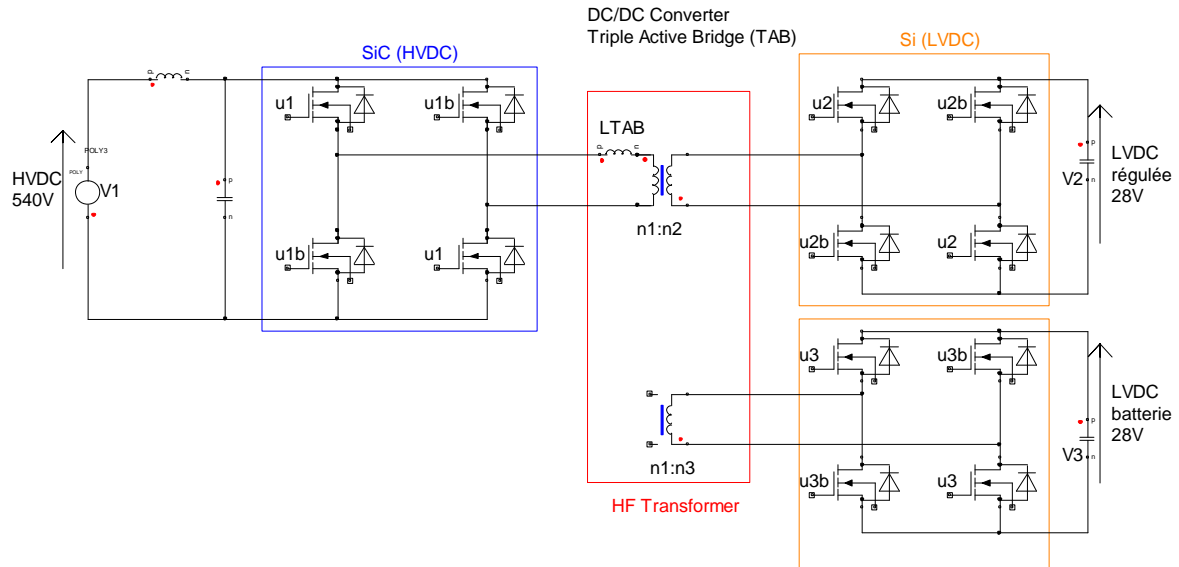 DC/DC Converter
Triple Active Bridge (TAB)
SiC (HVDC)
Si (LVDC)
p
n
u1
u1b
u2
u2b
LTAB
p
n
POLY3
POLY
HVDC
540V
V1
p
n
p
n
V2
LVDC
régulée
28V
n1:n2
u1b
u1
u2b
u2
u3
u3b
LVDC
batterie
28V
p
n
V3
n1:n3
u3b
u3
HF Transformer